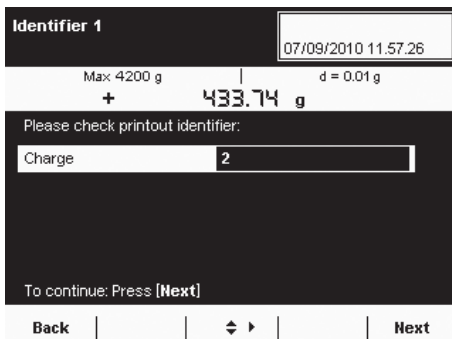 Identifier 1
07/09/2010 11.57.26
Max 4200 g d = 0.01 g
+ 433.74 g
Please check printout identifier:
Charge 2
To continue: Press [Next]
Back Next